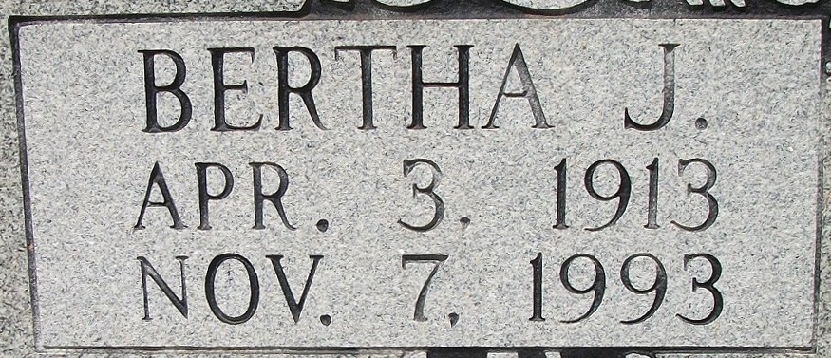 BERTHA J.
APR. 3, 1913
NOV. 7, 1993